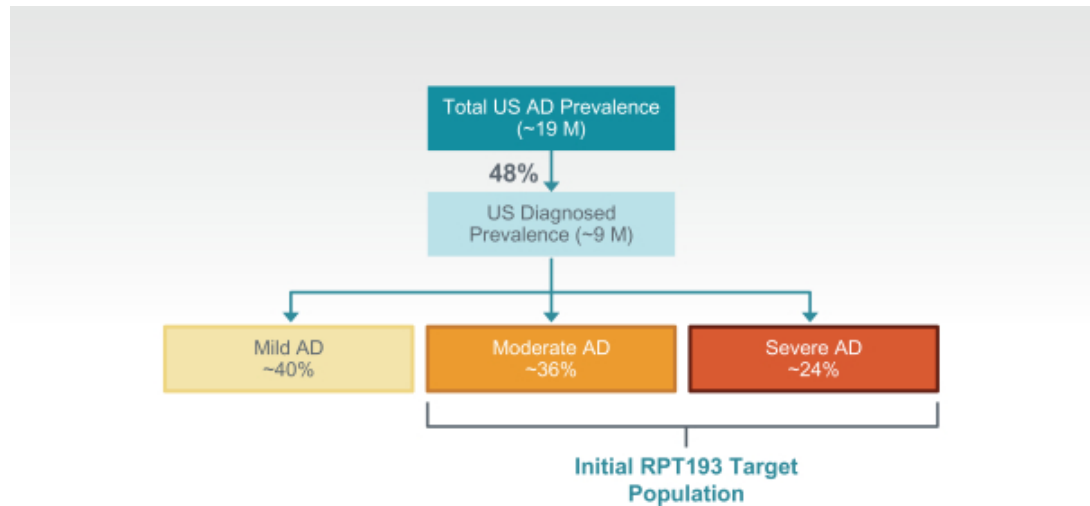 Total US AD Prevalence
(~19 M)
48%
US Diagnosed
Prevalence (~9 M)
Mild AD
~40%
Moderate AD
~36%
Severe AD
~24%
Initial RPT193 Target
Population